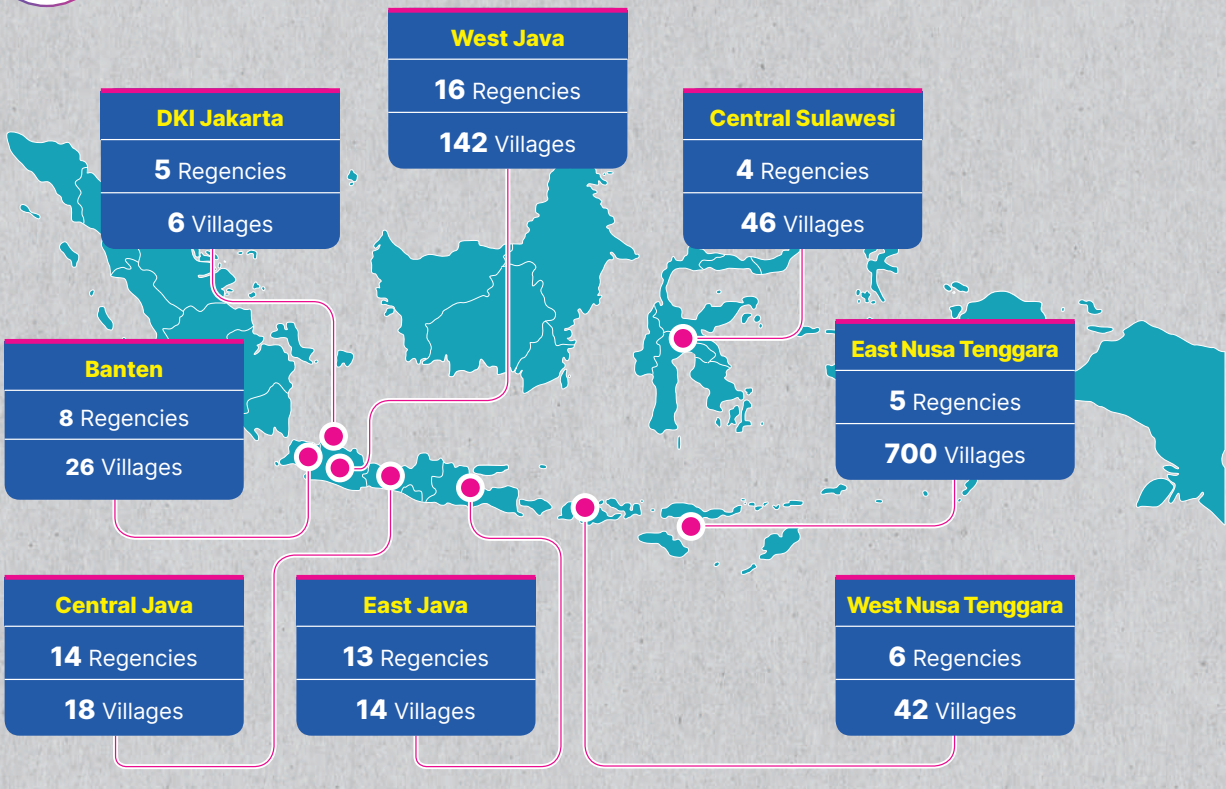 West Java
16 Regencies
142 Villages
DKI Jakarta
5 Regencies
6 Villages
Central Sulawesi
4 Regencies
46 Villages
Banten
8 Regencies
26 Villages
East Nusa Tenggara
5 Regencies
700 Villages
Central Java
14 Regencies
18 Villages
East Java
13 Regencies
14 Villages
West Nusa Tenggara
6 Regencies
42 Villages